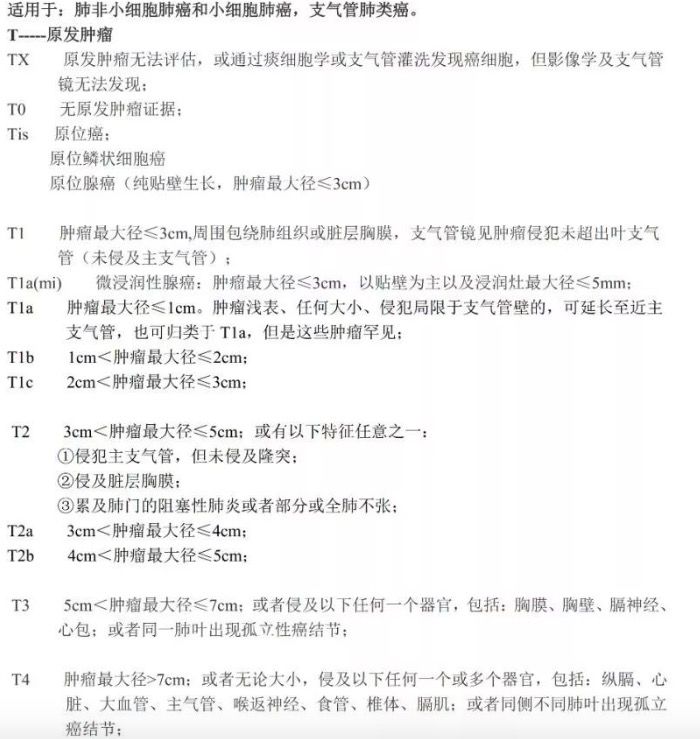 适用于：肺非小细胞肺癌和小细胞肺癌，支气管肺类癌。
T-----原发肿瘤
TX 原发肿瘤无法评估，或通过痰细胞学或支气管灌洗发现癌细胞，但影像学及支气管
镜无法发现；
T0 无原发肿瘤证据；
Tis 原位癌；
原位鳞状细胞癌
原位腺癌（纯贴壁生长，肿瘤最大径≤3cm）
T1 肿瘤最大径≤3cm,周围包绕肺组织或脏层胸膜，支气管镜见肿瘤侵犯未超出叶支气
管（未侵及主支气管）；
T1a(mi) 微浸润性腺癌：肿瘤最大径≤3cm，以贴壁为主以及浸润灶最大径≤5mm；
T1a 肿瘤最大径≤1cm。肿瘤浅表、任何大小、侵犯局限于支气管壁的，可延长至近主
支气管，也可归类于 T1a，但是这些肿瘤罕见；
T1b 1cm＜肿瘤最大径≤2cm；
T1c 2cm＜肿瘤最大径≤3cm；
T2 3cm＜肿瘤最大径≤5cm；或有以下特征任意之一：
①侵犯主支气管，但未侵及隆突；
②侵及脏层胸膜；
③累及肺门的阻塞性肺炎或者部分或全肺不张；
T2a 3cm＜肿瘤最大径≤4cm；
T2b 4cm＜肿瘤最大径≤5cm；
T3 5cm＜肿瘤最大径≤7cm；或者侵及以下任何一个器官，包括：胸膜、胸壁、膈神经、
心包；或者同一肺叶出现孤立性癌结节；
T4 肿瘤最大径>7cm；或者无论大小，侵及以下任何一个或多个器官，包括：纵膈、心
脏、大血管、主气管、喉返神经、食管、椎体、膈肌；或者同侧不同肺叶出现孤立
癌结节；